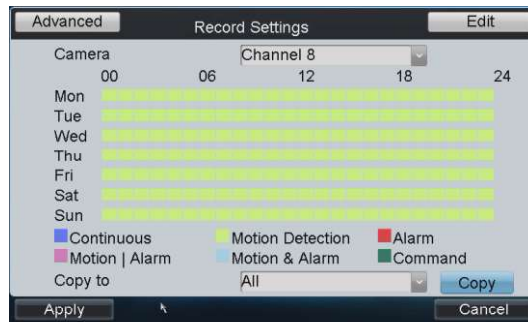 Advanced Record Settings Edit
Camera Channel 8
00 06 12 18 24
Mon
Tue
Wed
Thu
Fri
Sat
Sun
Continuous Motion Detection Alarm
Motion | Alarm Motion & Alarm Command
Copy to All Copy
Apply Cancel